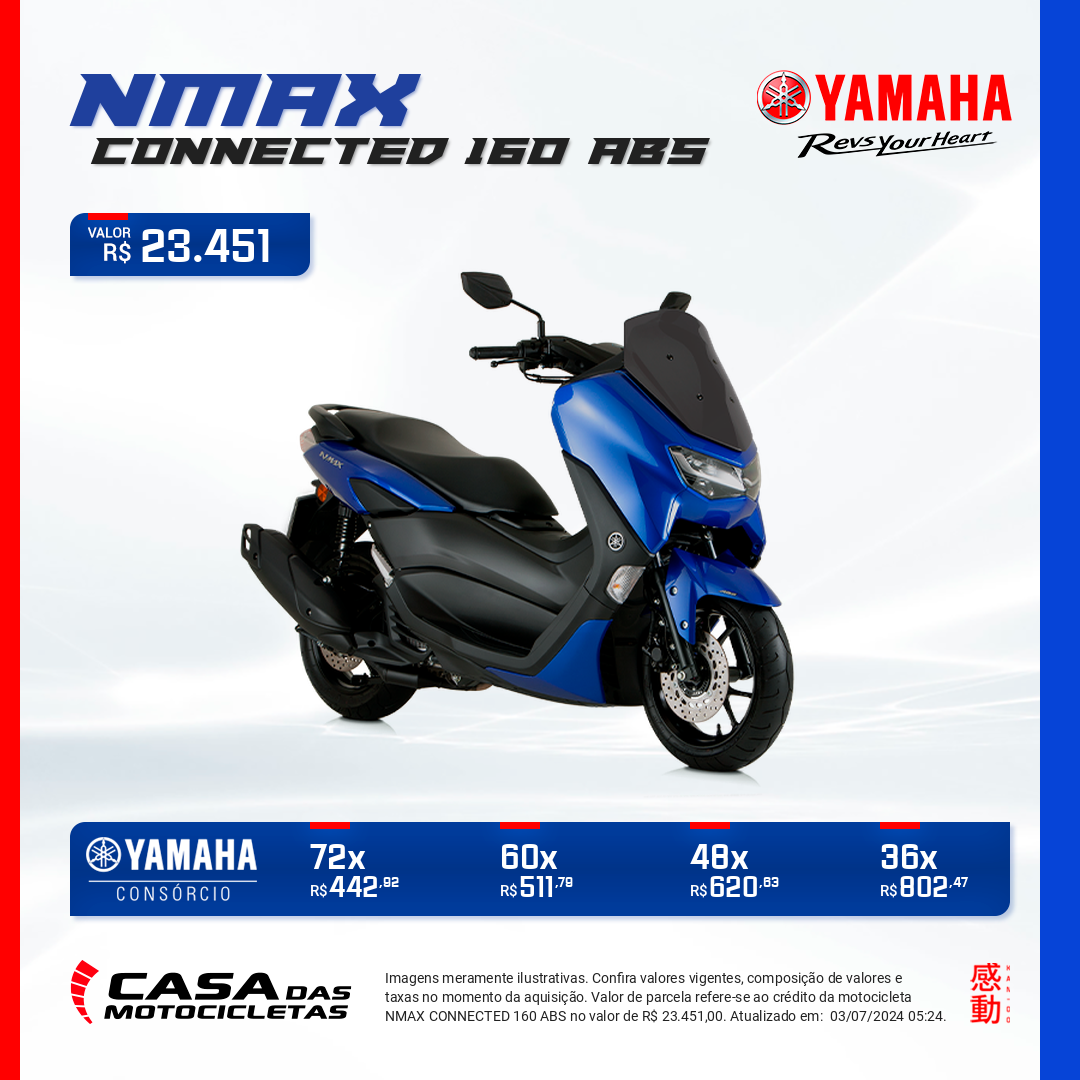 NMAX
CONNECTED 160 ABS
YAMAHA
Revs Your Heart
VALOR
R$ 23.451
NMAX
YAMAHA
CONSÓRCIO
72x
R$ 442,92
60x
R$ 511,79
48x
R$ 620,63
36x
R$ 802,47
CASA DAS
MOTOCICLETAS
Imagens meramente ilustrativas. Confira valores vigentes, composição de valores e
taxas no momento da aquisição. Valor de parcela refere-se ao crédito da motocicleta
NMAX CONNECTED 160 ABS no valor de R$ 23.451,00. Atualizado em: 03/07/2024 05:24.
感動